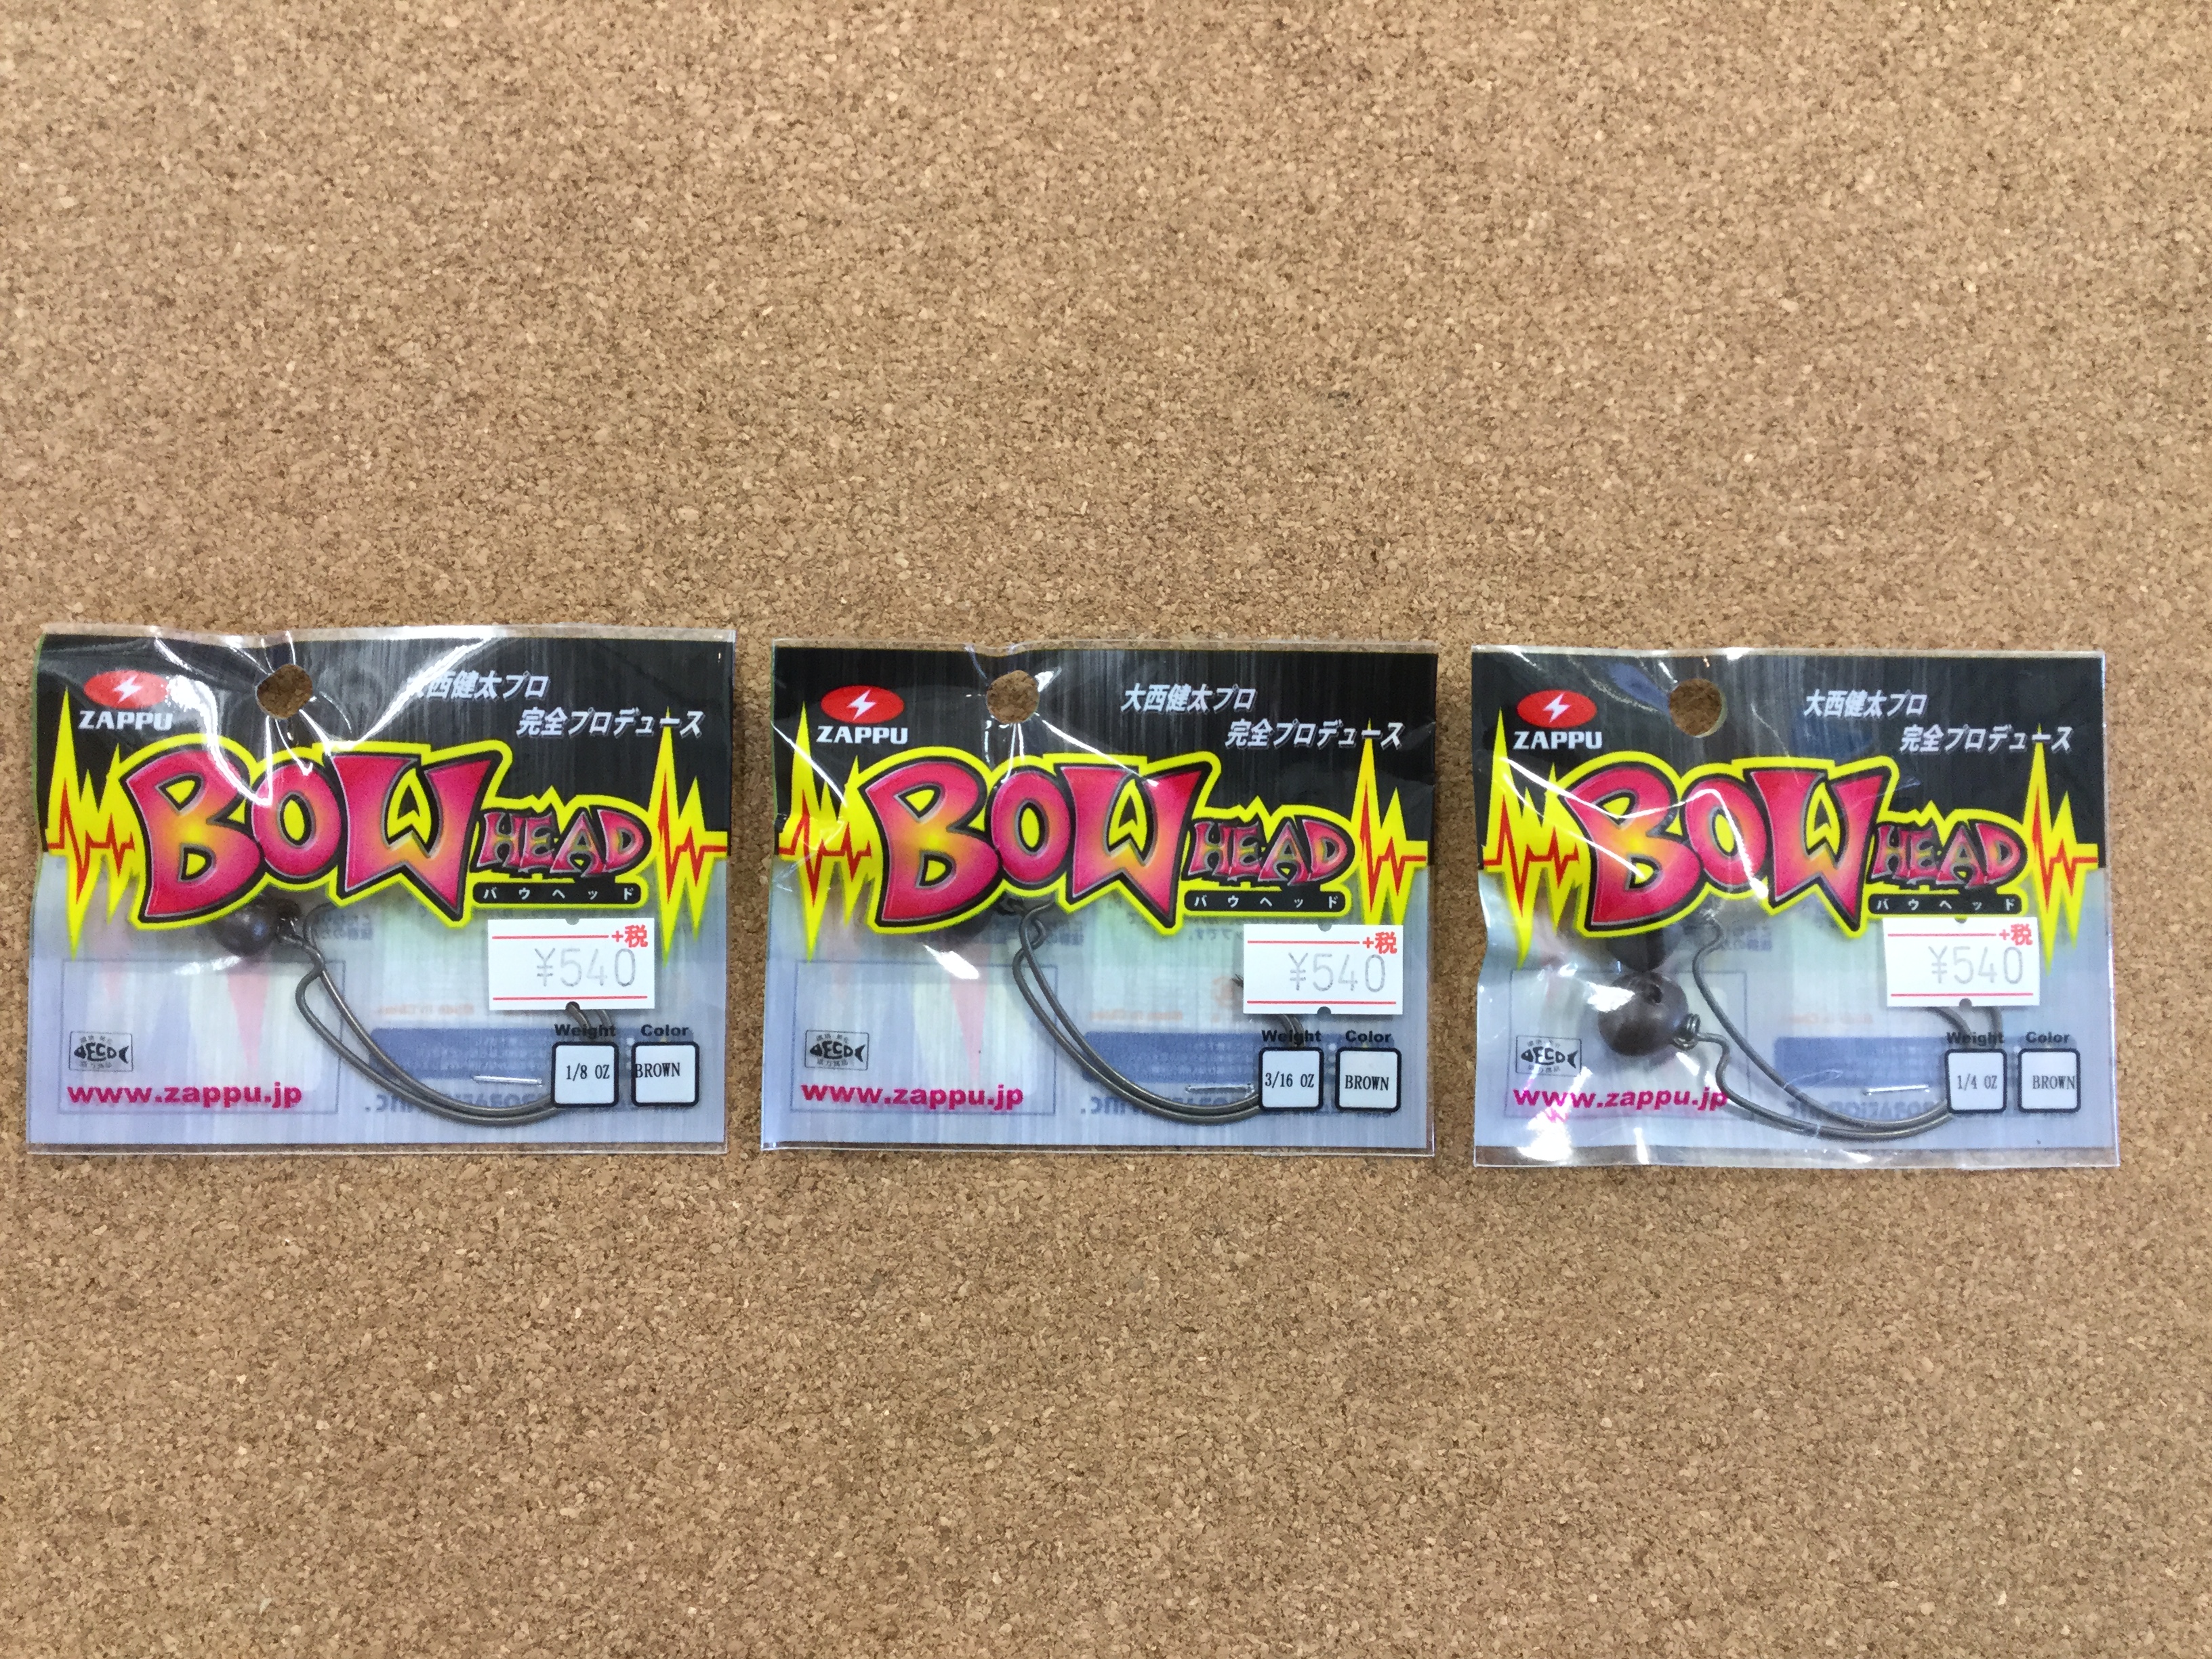 ZAPPU
西健太プロ
完全プロデュース
BOW HEAD
バウヘッド
+税
¥540
Weight Color
1/8 OZ BROWN
ECO
www.zappu.jp
ZAPPU
大西健太プロ
完全プロデュース
BOW HEAD
バウヘッド
+税
¥540
Weight Color
3/16 OZ BROWN
ECO
www.zappu.jp
ZAPPU
大西健太プロ
完全プロデュース
BOW HEAD
バウヘッド
+税
¥540
Weight Color
1/4 OZ BROWN
ECO
www.zappu.jp